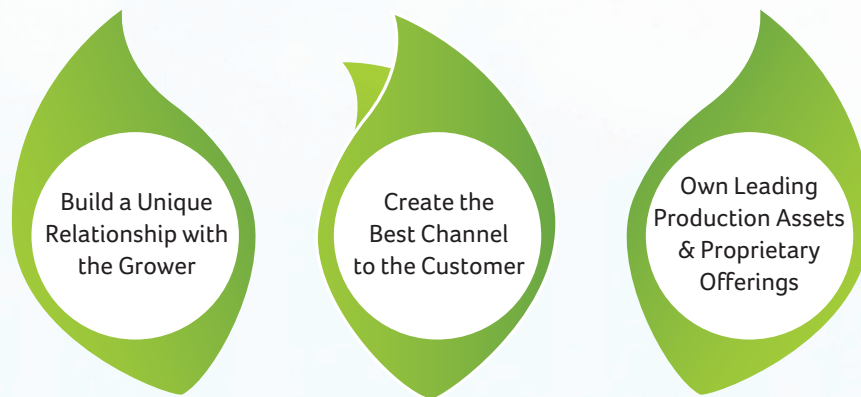 Build a Unique
Relationship with
the Grower
Create the
Best Channel
to the Customer
Own Leading
Production Assets
& Proprietary
Offerings